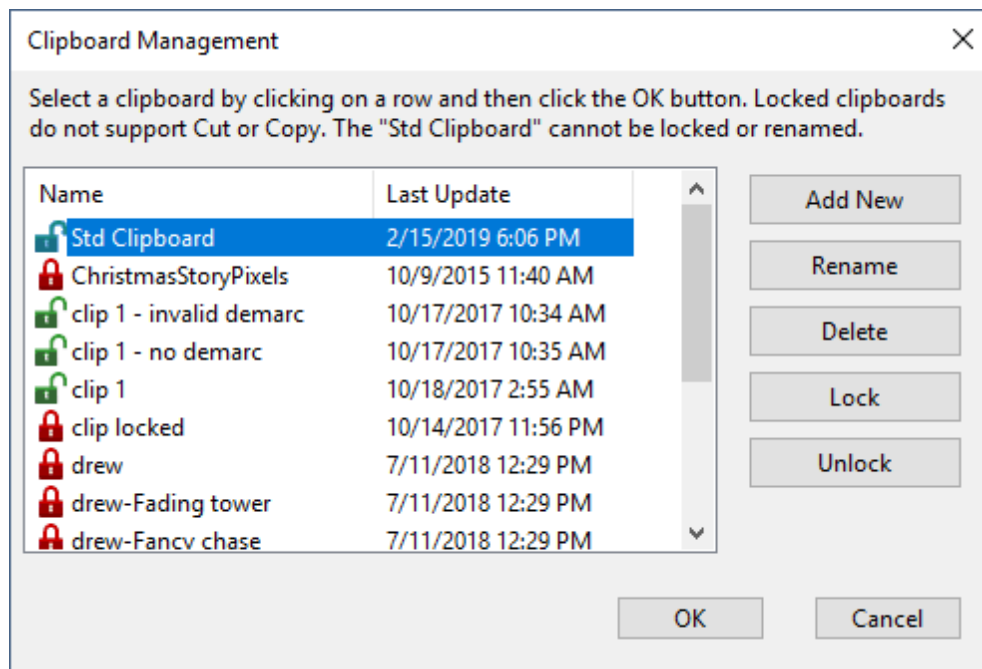 Clipboard Management
Select a clipboard by clicking on a row and then click the OK button. Locked clipboards
do not support Cut or Copy. The "Std Clipboard" cannot be locked or renamed.
Name Last Update
Std Clipboard 2/15/2019 6:06 PM
ChristmasStoryPixels 10/9/2015 11:40 AM
clip 1 - invalid demarc 10/17/2017 10:34 AM
clip 1 - no demarc 10/17/2017 10:35 AM
clip 1 10/18/2017 2:55 AM
clip locked 10/14/2017 11:56 PM
drew 7/11/2018 12:29 PM
drew-Fading tower 7/11/2018 12:29 PM
drew-Fancy chase 7/11/2018 12:29 PM
Add New
Rename
Delete
Lock
Unlock
OK Cancel